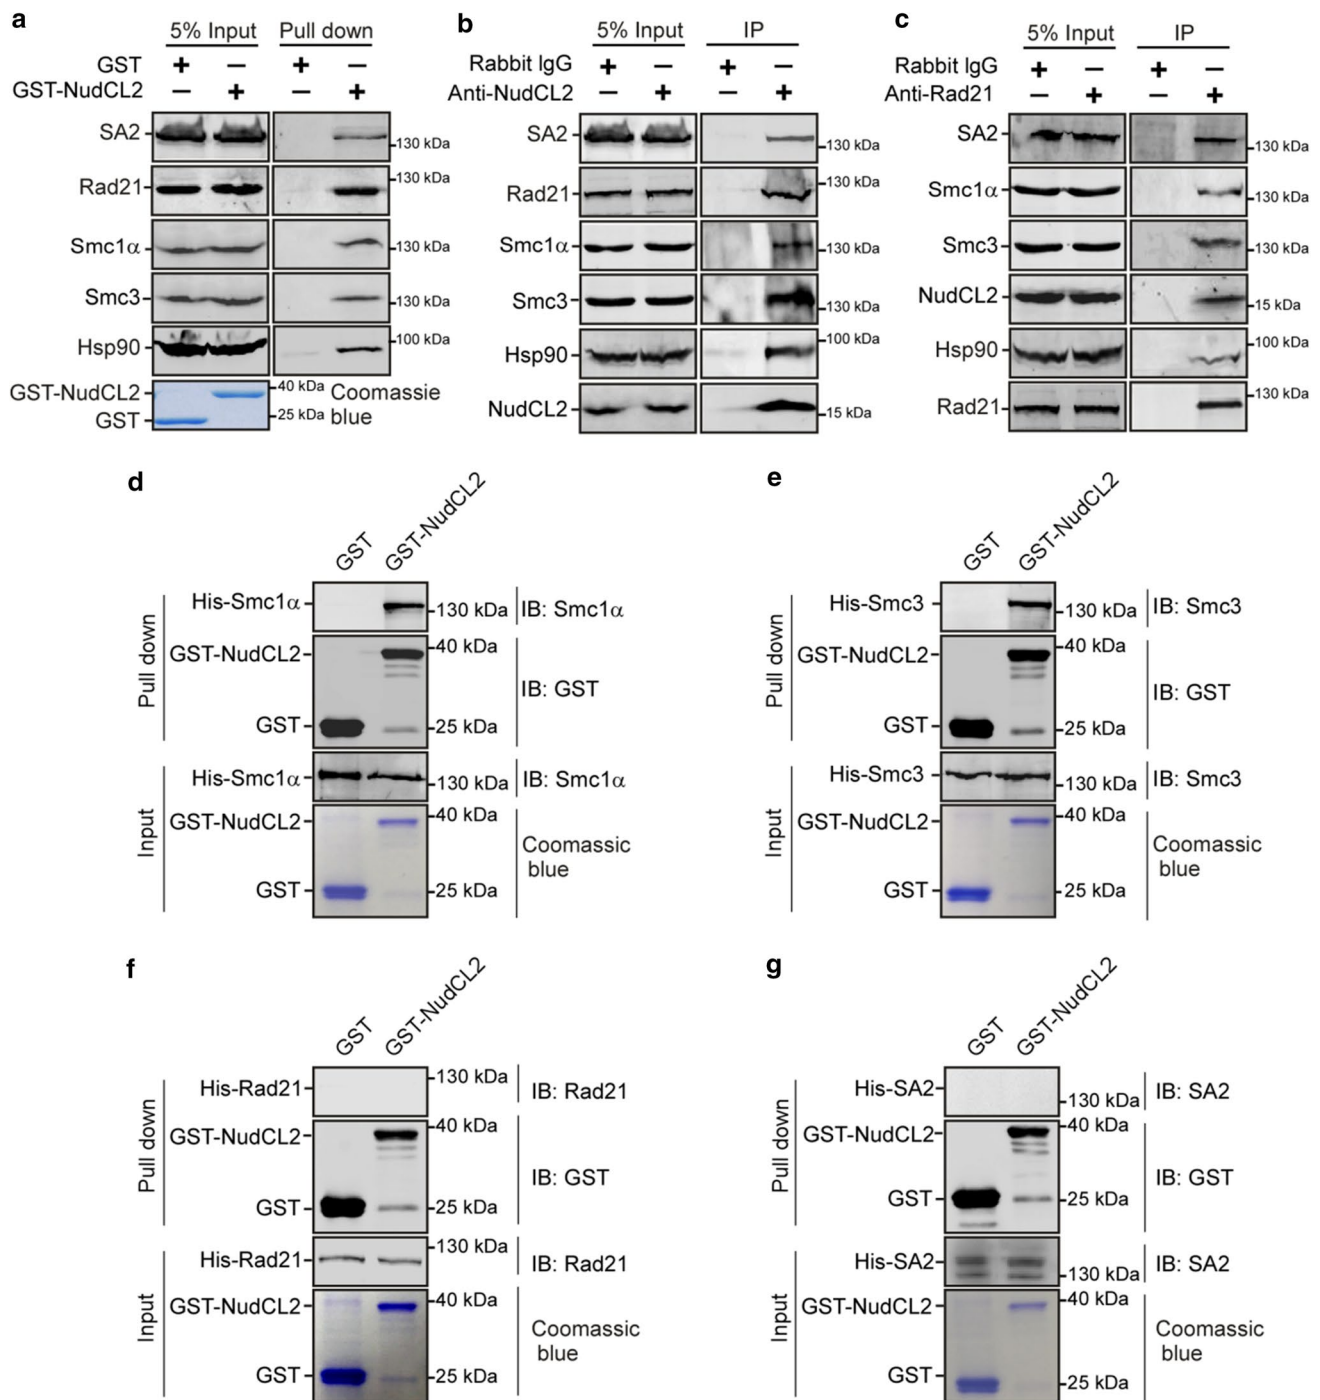 a
5% Input Pull down
GST + — + —
GST-NudCL2 — + — +
SA2 130 kDa
Rad21 130 kDa
Smc1α 130 kDa
Smc3 130 kDa
Hsp90 100 kDa
GST-NudCL2 40 kDa Coomassie
GST 25 kDa blue
b
5% Input IP
Rabbit IgG + — + —
Anti-NudCL2 — + — +
SA2 130 kDa
Rad21 130 kDa
Smc1α 130 kDa
Smc3 130 kDa
Hsp90 100 kDa
NudCL2 15 kDa
c
5% Input IP
Rabbit IgG + — + —
Anti-Rad21 — + — +
SA2 130 kDa
Smc1α 130 kDa
Smc3 130 kDa
NudCL2 15 kDa
Hsp90 100 kDa
Rad21 130 kDa
d
GST GST-NudCL2
Pull down
His-Smc1α 130 kDa IB: Smc1α
GST-NudCL2 40 kDa
IB: GST
GST 25 kDa
Input
His-Smc1α 130 kDa IB: Smc1α
GST-NudCL2 40 kDa
Coomassic
blue
GST 25 kDa
e
GST GST-NudCL2
Pull down
His-Smc3 130 kDa IB: Smc3
GST-NudCL2 40 kDa
IB: GST
GST 25 kDa
Input
His-Smc3 130 kDa IB: Smc3
GST-NudCL2 40 kDa
Coomassic
blue
GST 25 kDa
f
GST GST-NudCL2
Pull down
His-Rad21 130 kDa IB: Rad21
GST-NudCL2 40 kDa
IB: GST
GST 25 kDa
Input
His-Rad21 130 kDa IB: Rad21
GST-NudCL2 40 kDa
Coomassic
blue
GST 25 kDa
g
GST GST-NudCL2
Pull down
His-SA2 130 kDa IB: SA2
GST-NudCL2 40 kDa
IB: GST
GST 25 kDa
Input
His-SA2 130 kDa IB: SA2
GST-NudCL2 40 kDa
Coomassic
blue
GST 25 kDa